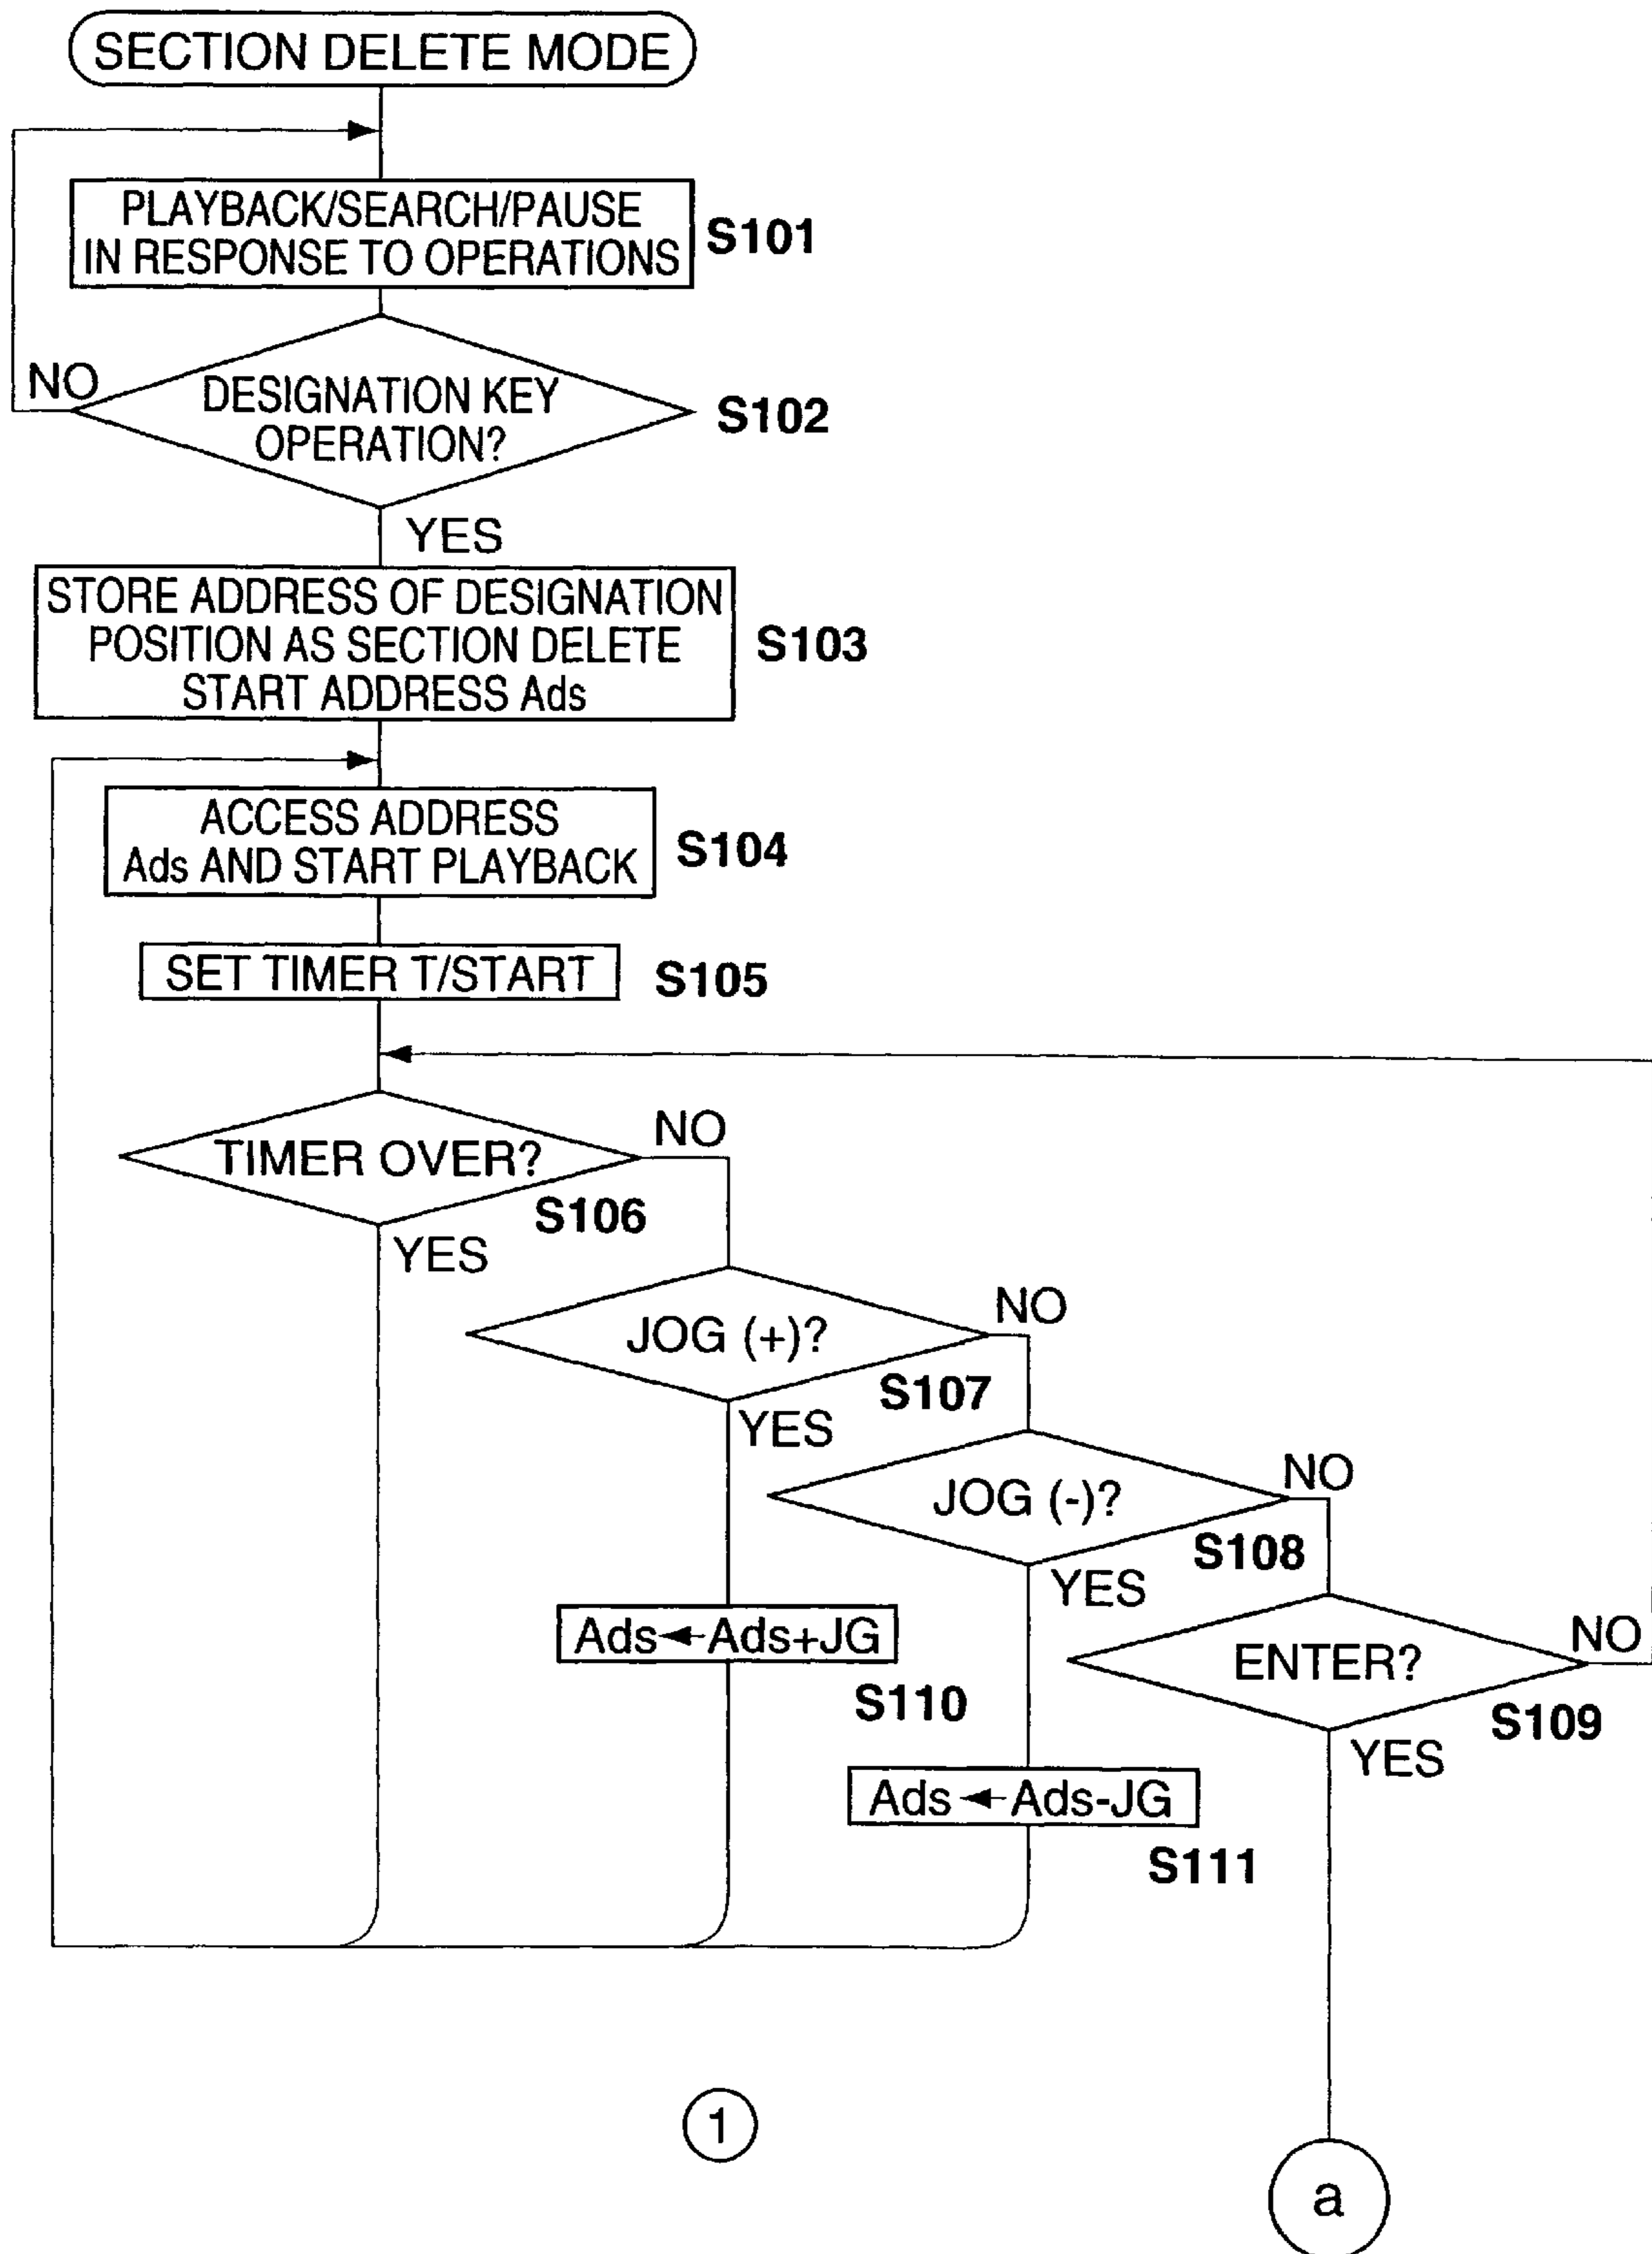 SECTION DELETE MODE
PLAYBACK/SEARCH/PAUSE
IN RESPONSE TO OPERATIONS
S101
NO
DESIGNATION KEY
OPERATION?
S102
YES
STORE ADDRESS OF DESIGNATION
POSITION AS SECTION DELETE
START ADDRESS Ads
S103
ACCESS ADDRESS
Ads AND START PLAYBACK
S104
SET TIMER T/START
S105
TIMER OVER?
NO
S106
YES
JOG (+)?
NO
S107
YES
JOG (-)?
NO
S108
YES
Ads←Ads+JG
S110
ENTER?
NO
S109
YES
Ads←Ads-JG
S111
1
a